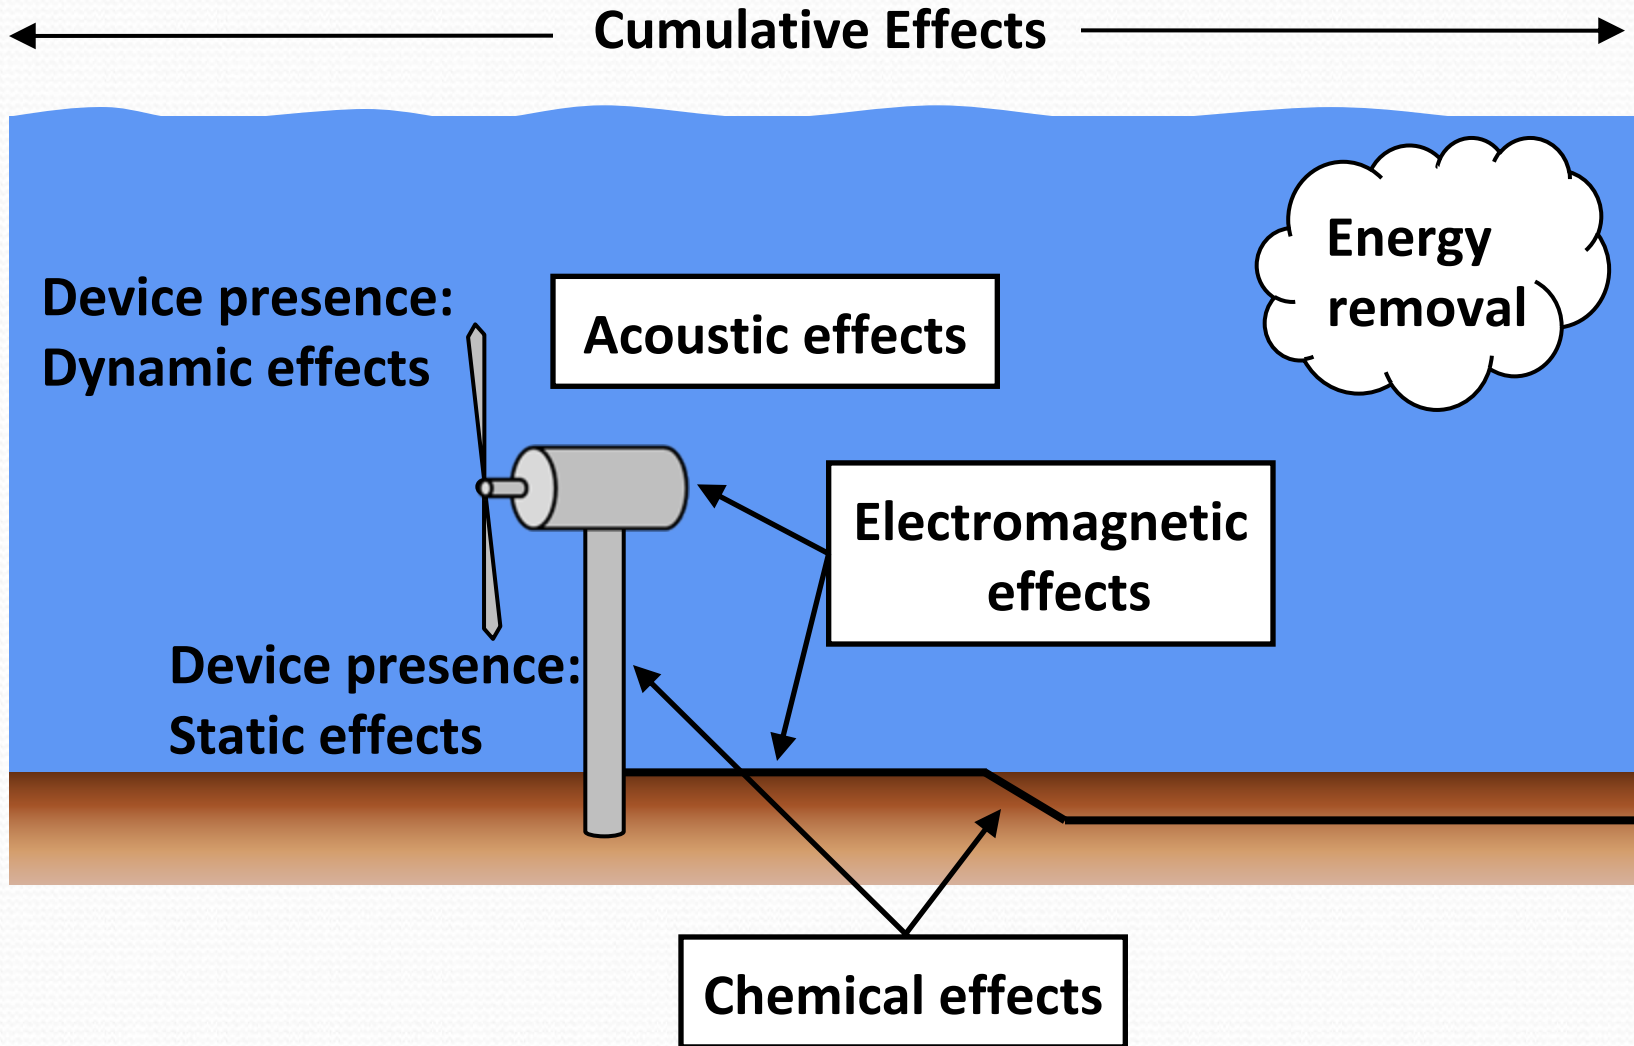 Cumulative Effects
Energy
removal
Device presence:
Dynamic effects
Acoustic effects
Electromagnetic
effects
Device presence:
Static effects
Chemical effects